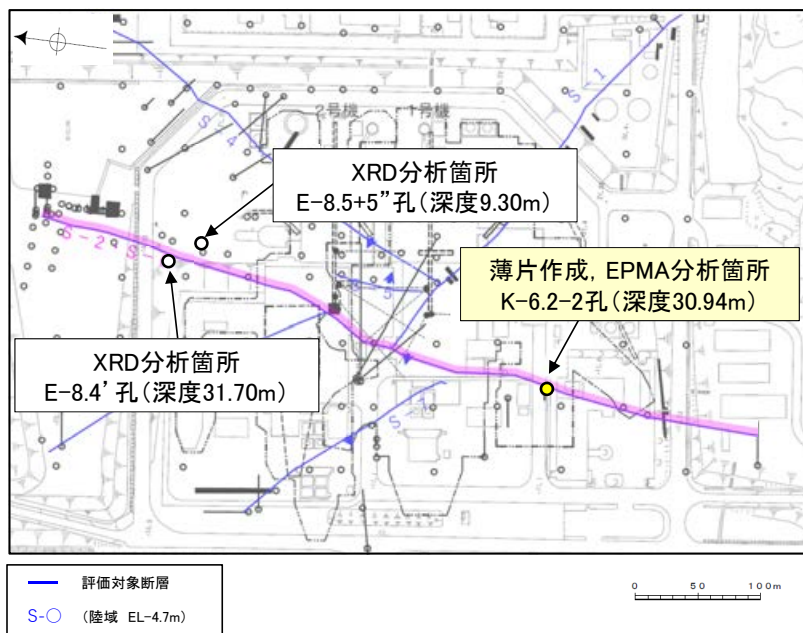 2号機
1号機
S-1
S-4
XRD分析箇所
E-8.5+5”孔（深度9.30m）
S-2 S-
薄片作成，EPMA分析箇所
K-6.2-2孔（深度30.94m）
XRD分析箇所
E-8.4’孔（深度31.70m）
評価対象断層
S-○ （陸域 EL-4.7m）
0 50 100m